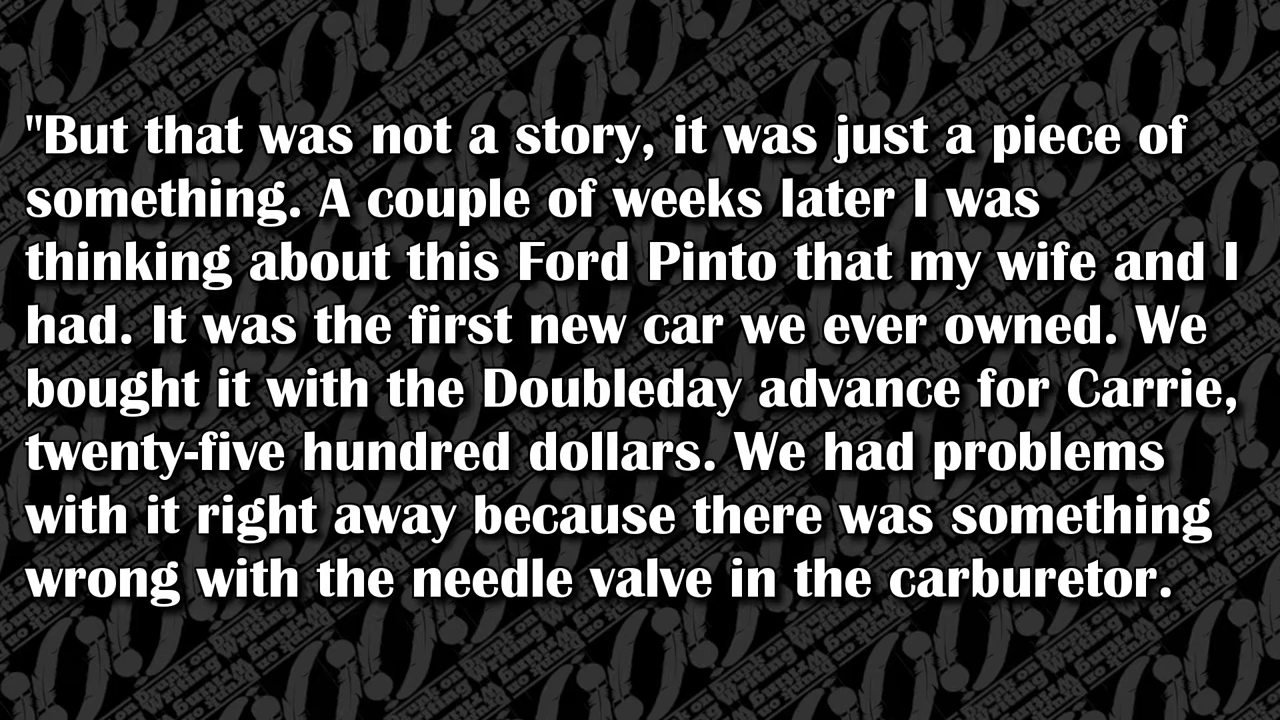 "But that was not a story, it was just a piece of
something. A couple of weeks later I was
thinking about this Ford Pinto that my wife and I
had. It was the first new car we ever owned. We
bought it with the Doubleday advance for Carrie,
twenty-five hundred dollars. We had problems
with it right away because there was something
wrong with the needle valve in the carburetor.